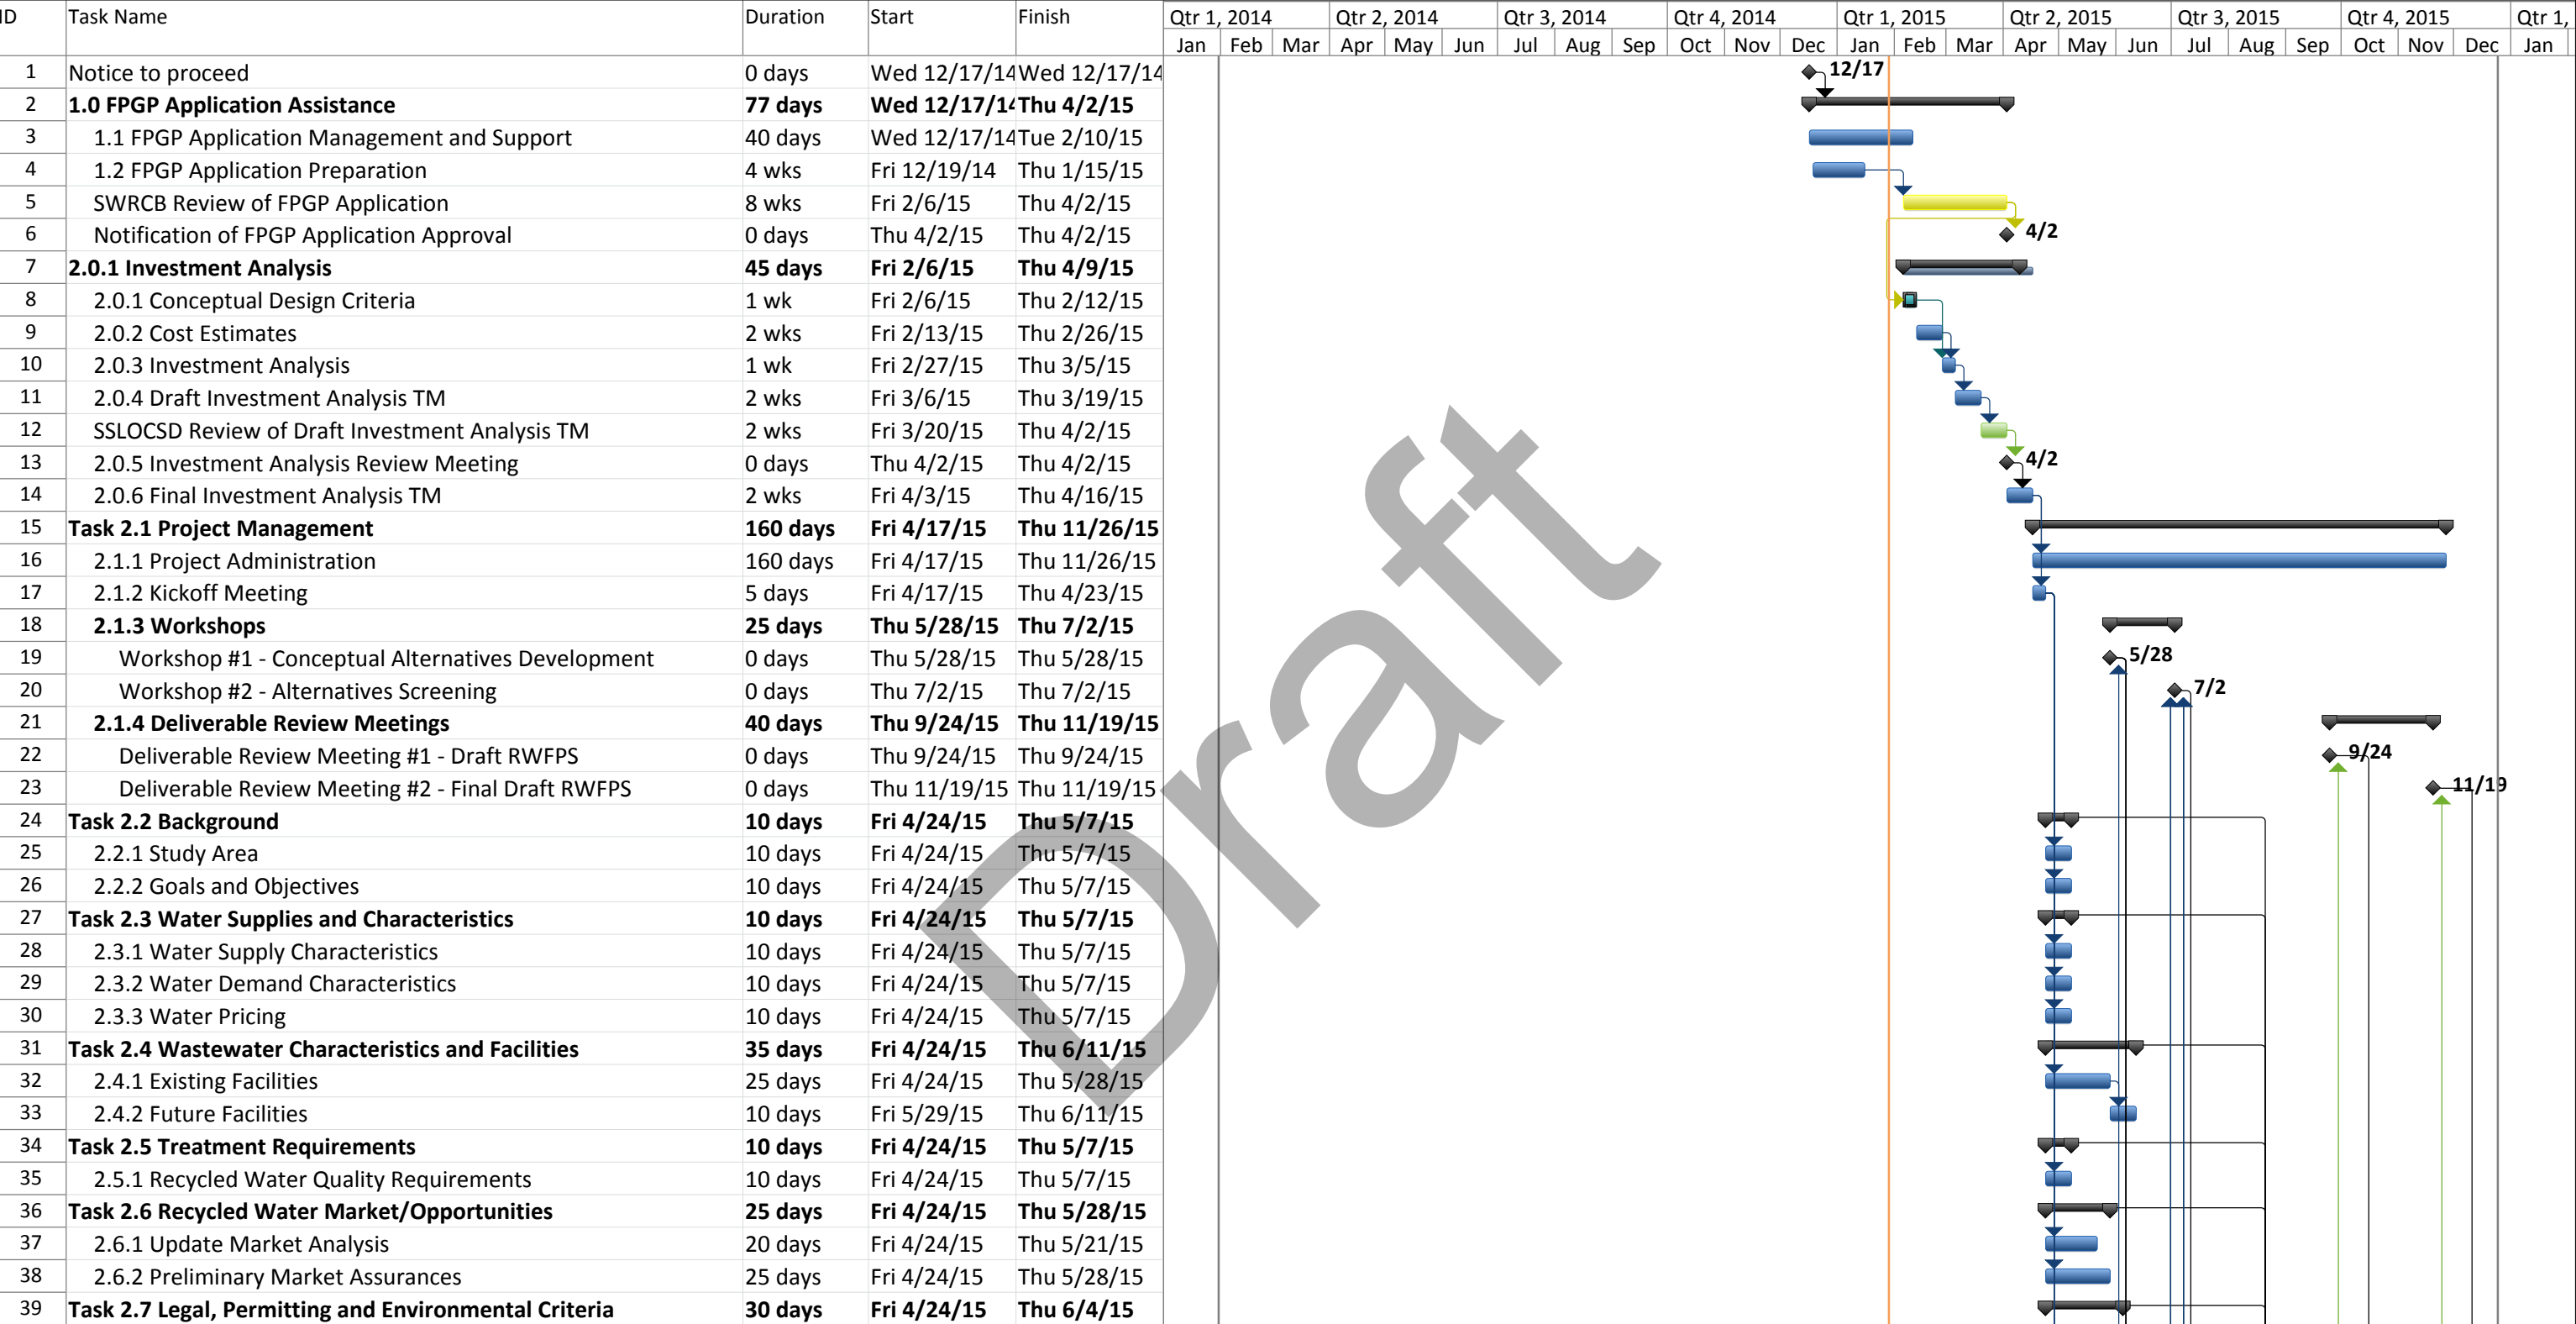 ID Task Name Duration Start Finish Qtr 1, 2014 Qtr 2, 2014 Qtr 3, 2014 Qtr 4, 2014 Qtr 1, 2015 Qtr 2, 2015 Qtr 3, 2015 Qtr 4, 2015 Qtr 1,
Jan Feb Mar Apr May Jun Jul Aug Sep Oct Nov Dec Jan Feb Mar Apr May Jun Jul Aug Sep Oct Nov Dec Jan
1 Notice to proceed 0 days Wed 12/17/14 Wed 12/17/14 12/17
2 1.0 FPGP Application Assistance 77 days Wed 12/17/14 Thu 4/2/15
3 1.1 FPGP Application Management and Support 40 days Wed 12/17/14 Tue 2/10/15
4 1.2 FPGP Application Preparation 4 wks Fri 12/19/14 Thu 1/15/15
5 SWRCB Review of FPGP Application 8 wks Fri 2/6/15 Thu 4/2/15
6 Notification of FPGP Application Approval 0 days Thu 4/2/15 Thu 4/2/15 4/2
7 2.0.1 Investment Analysis 45 days Fri 2/6/15 Thu 4/9/15
8 2.0.1 Conceptual Design Criteria 1 wk Fri 2/6/15 Thu 2/12/15
9 2.0.2 Cost Estimates 2 wks Fri 2/13/15 Thu 2/26/15
10 2.0.3 Investment Analysis 1 wk Fri 2/27/15 Thu 3/5/15
11 2.0.4 Draft Investment Analysis TM 2 wks Fri 3/6/15 Thu 3/19/15
12 SSLOCSD Review of Draft Investment Analysis TM 2 wks Fri 3/20/15 Thu 4/2/15
13 2.0.5 Investment Analysis Review Meeting 0 days Thu 4/2/15 Thu 4/2/15 4/2
14 2.0.6 Final Investment Analysis TM 2 wks Fri 4/3/15 Thu 4/16/15
15 Task 2.1 Project Management 160 days Fri 4/17/15 Thu 11/26/15
16 2.1.1 Project Administration 160 days Fri 4/17/15 Thu 11/26/15
17 2.1.2 Kickoff Meeting 5 days Fri 4/17/15 Thu 4/23/15
18 2.1.3 Workshops 25 days Thu 5/28/15 Thu 7/2/15
19 Workshop #1 - Conceptual Alternatives Development 0 days Thu 5/28/15 Thu 5/28/15 5/28
20 Workshop #2 - Alternatives Screening 0 days Thu 7/2/15 Thu 7/2/15 7/2
21 2.1.4 Deliverable Review Meetings 40 days Thu 9/24/15 Thu 11/19/15
22 Deliverable Review Meeting #1 - Draft RWFPS 0 days Thu 9/24/15 Thu 9/24/15 9/24
23 Deliverable Review Meeting #2 - Final Draft RWFPS 0 days Thu 11/19/15 Thu 11/19/15 11/19
24 Task 2.2 Background 10 days Fri 4/24/15 Thu 5/7/15
25 2.2.1 Study Area 10 days Fri 4/24/15 Thu 5/7/15
26 2.2.2 Goals and Objectives 10 days Fri 4/24/15 Thu 5/7/15
27 Task 2.3 Water Supplies and Characteristics 10 days Fri 4/24/15 Thu 5/7/15
28 2.3.1 Water Supply Characteristics 10 days Fri 4/24/15 Thu 5/7/15
29 2.3.2 Water Demand Characteristics 10 days Fri 4/24/15 Thu 5/7/15
30 2.3.3 Water Pricing 10 days Fri 4/24/15 Thu 5/7/15
31 Task 2.4 Wastewater Characteristics and Facilities 35 days Fri 4/24/15 Thu 6/11/15
32 2.4.1 Existing Facilities 25 days Fri 4/24/15 Thu 5/28/15
33 2.4.2 Future Facilities 10 days Fri 5/29/15 Thu 6/11/15
34 Task 2.5 Treatment Requirements 10 days Fri 4/24/15 Thu 5/7/15
35 2.5.1 Recycled Water Quality Requirements 10 days Fri 4/24/15 Thu 5/7/15
36 Task 2.6 Recycled Water Market/Opportunities 25 days Fri 4/24/15 Thu 5/28/15
37 2.6.1 Update Market Analysis 20 days Fri 4/24/15 Thu 5/21/15
38 2.6.2 Preliminary Market Assurances 25 days Fri 4/24/15 Thu 5/28/15
39 Task 2.7 Legal, Permitting and Environmental Criteria 30 days Fri 4/24/15 Thu 6/4/15
Draft